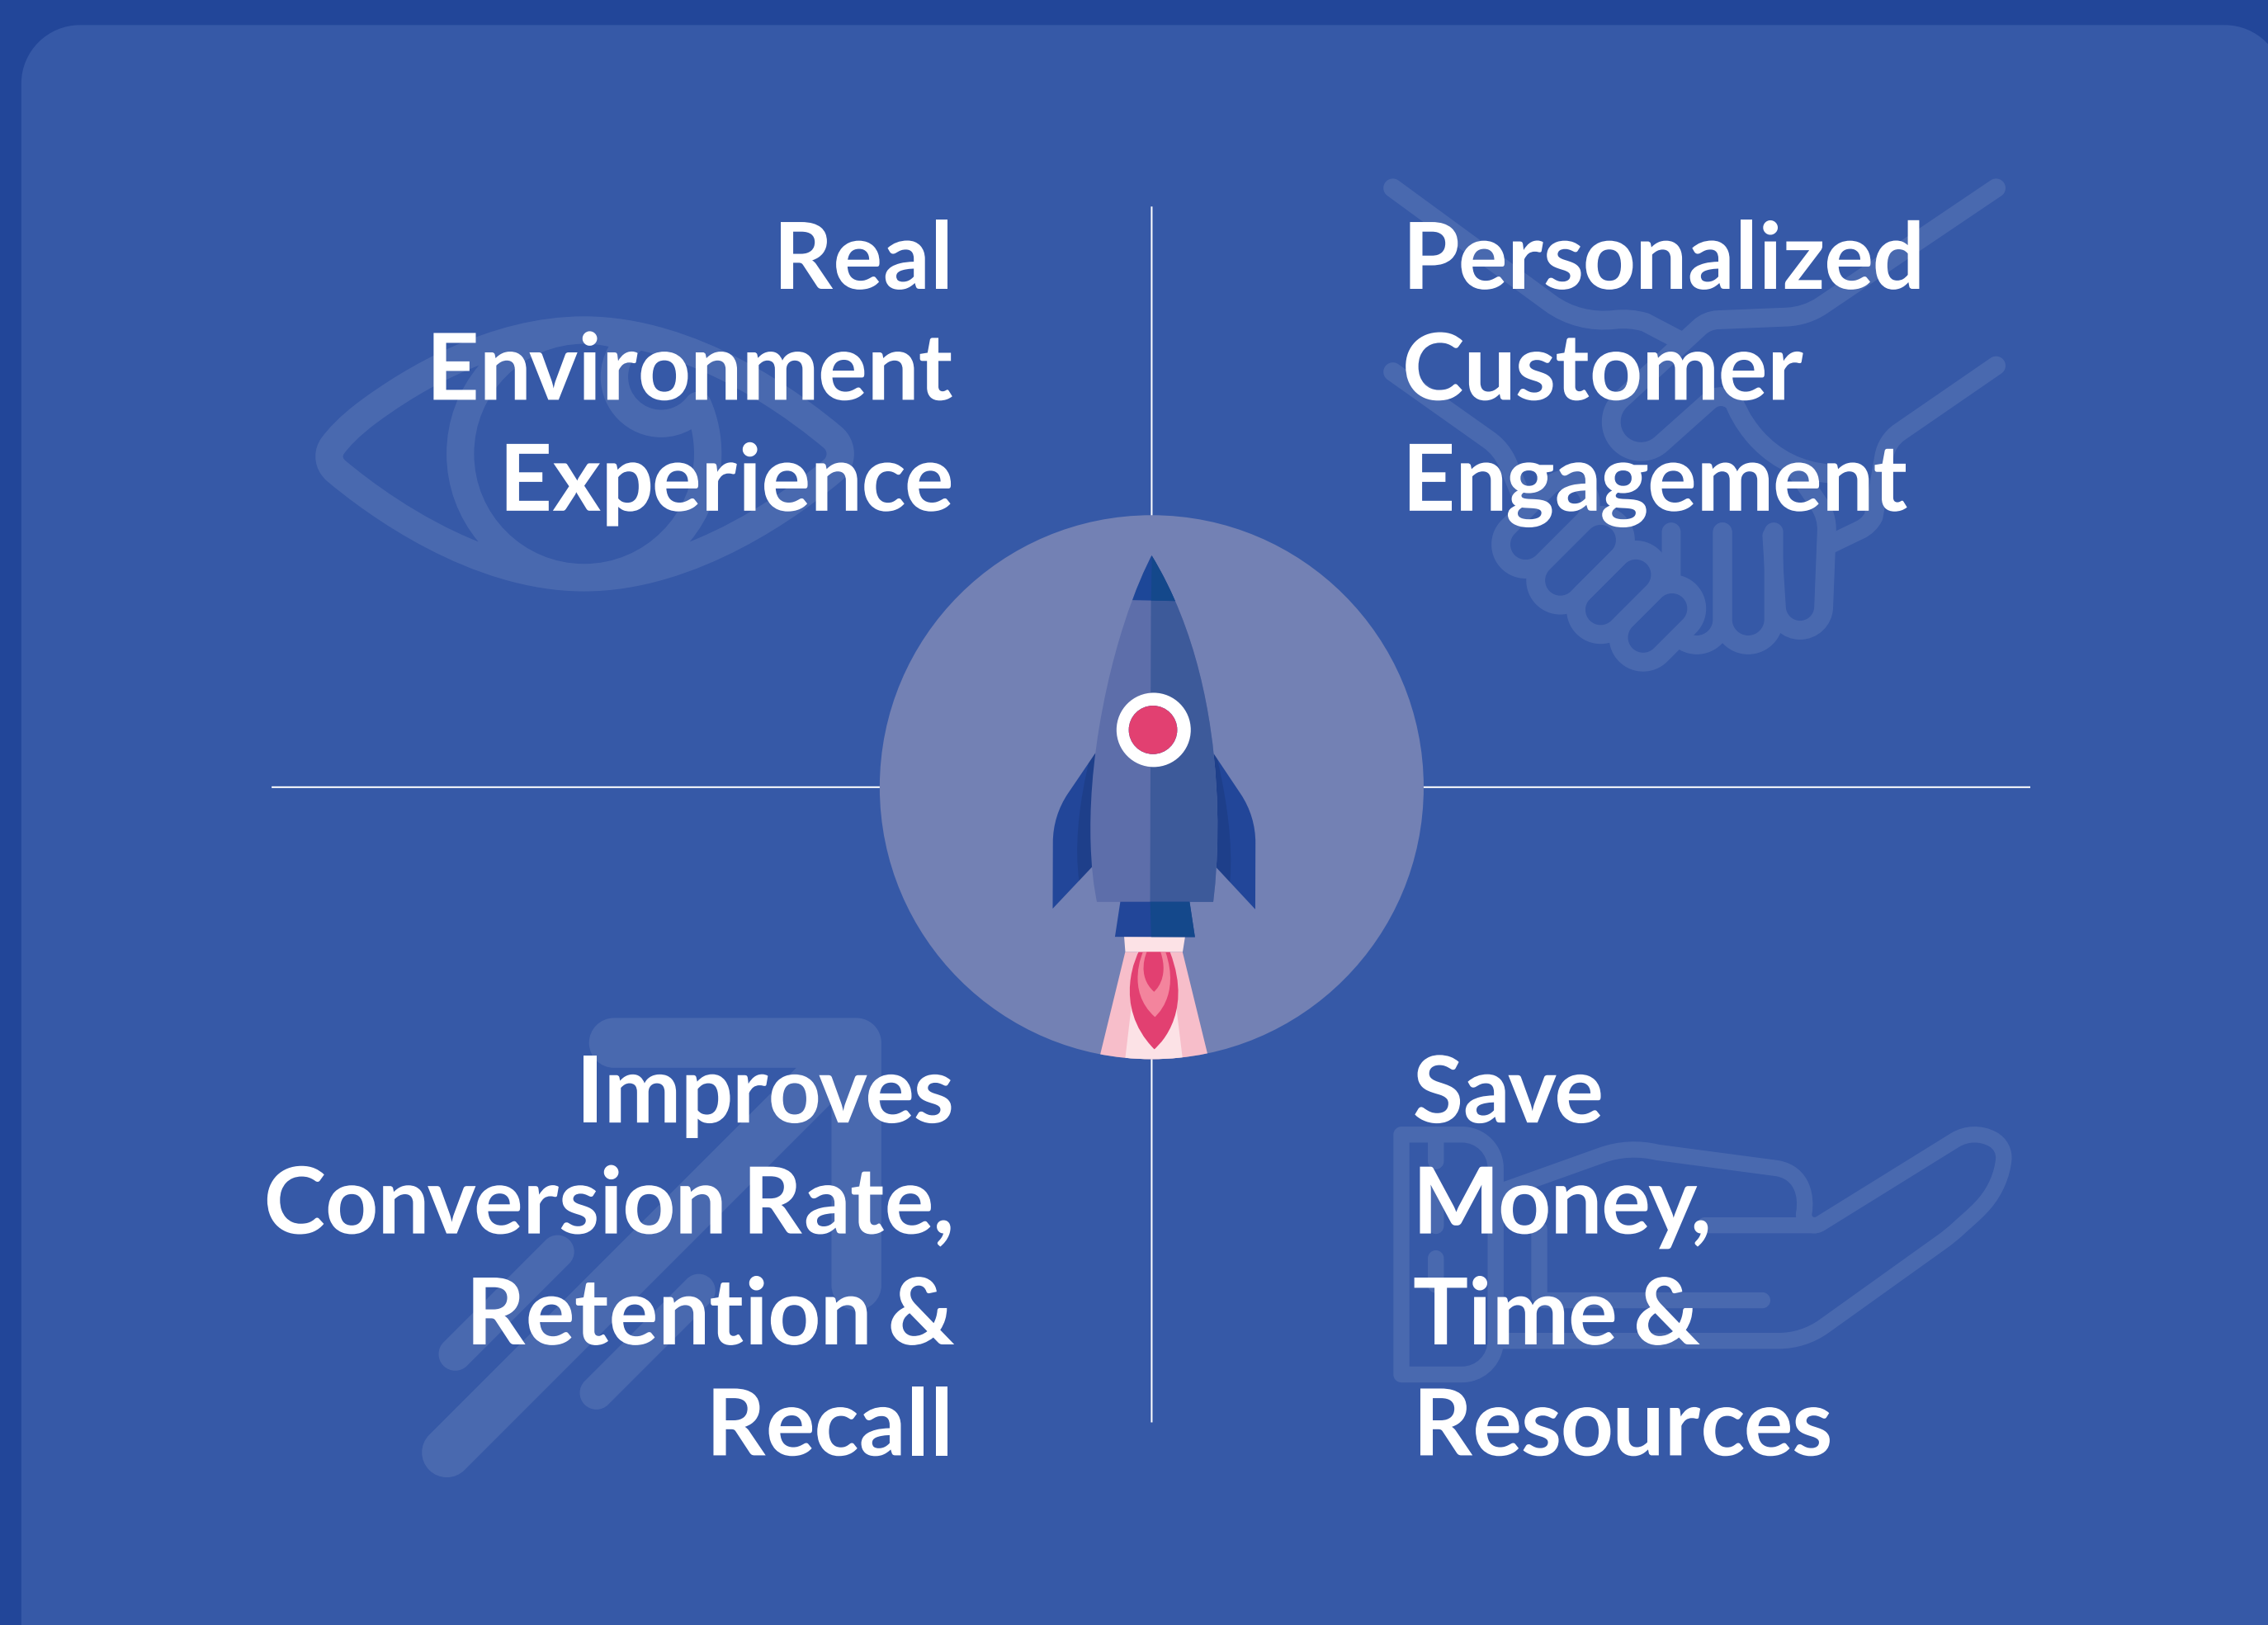 Real
Environment
Experience
Personalized
Customer
Engagement
Improves
Conversion Rate,
Retention &
Recall
Save
Money,
Time &
Resources